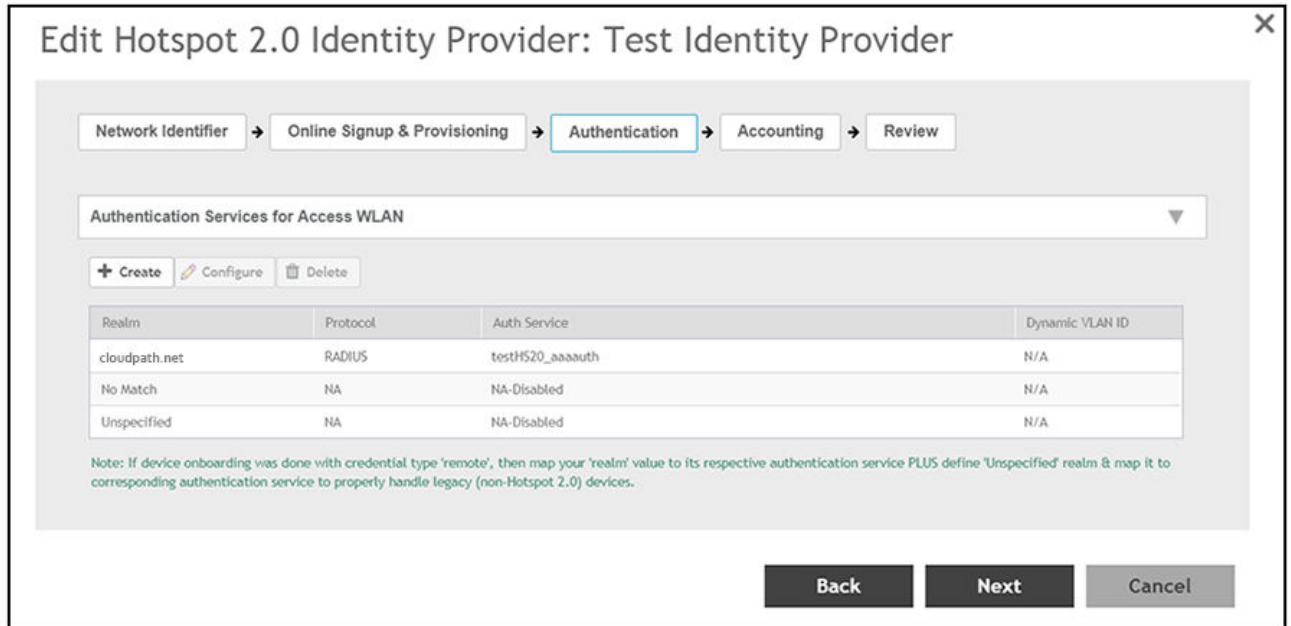 Edit Hotspot 2.0 Identity Provider: Test Identity Provider
Network Identifier → Online Signup & Provisioning → Authentication → Accounting → Review
Authentication Services for Access WLAN
Create Configure Delete
Realm Protocol Auth Service Dynamic VLAN ID
cloudpath.net RADIUS testHS20_aaaauth N/A
No Match NA NA-Disabled N/A
Unspecified NA NA-Disabled N/A
Note: If device onboarding was done with credential type 'remote', then map your 'realm' value to its respective authentication service PLUS define 'Unspecified' realm & map it to
corresponding authentication service to properly handle legacy (non-Hotspot 2.0) devices.
Back Next Cancel